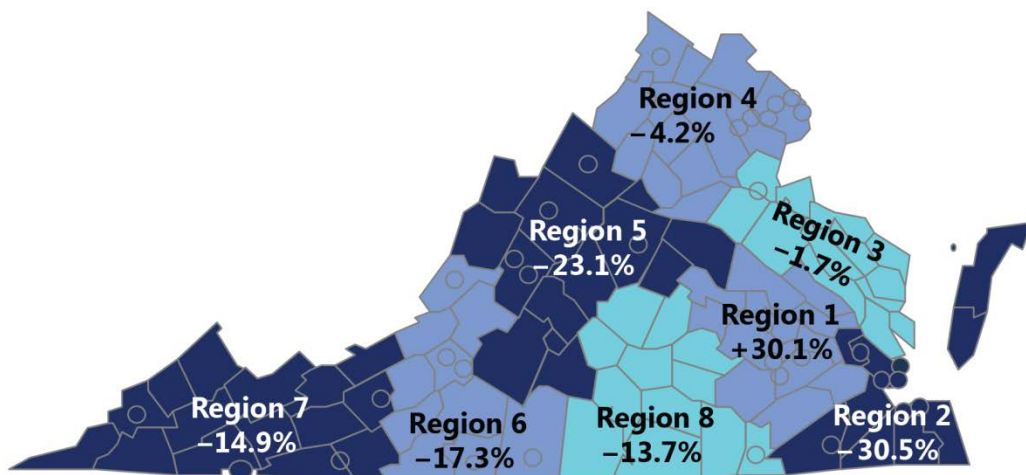 Region 4
−4.2%
Region 5
−23.1%
Region 3
−1.7%
Region 1
+30.1%
Region 7
−14.9%
Region 6
−17.3%
Region 8
−13.7%
Region 2
−30.5%